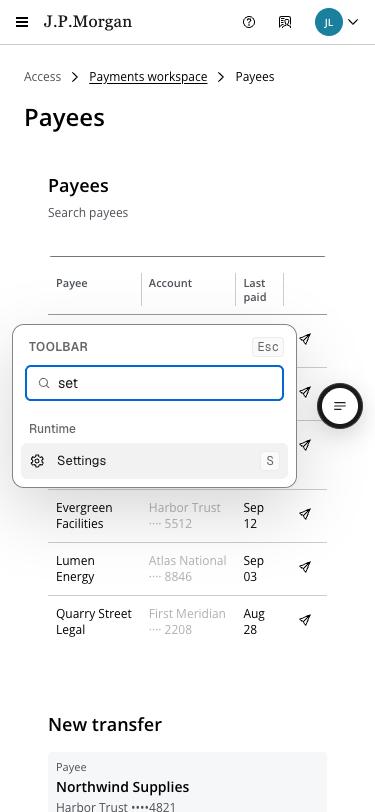 J.P.Morgan
JL
Access > Payments workspace > Payees
Payees
Payees
Search payees
Payee Account Last paid
TOOLBAR Esc
set
Runtime
Settings S
Evergreen Facilities Harbor Trust ···· 5512 Sep 12
Lumen Energy Atlas National ···· 8846 Sep 03
Quarry Street Legal First Meridian ···· 2208 Aug 28
New transfer
Payee
Northwind Supplies
Harbor Trust ••••4821